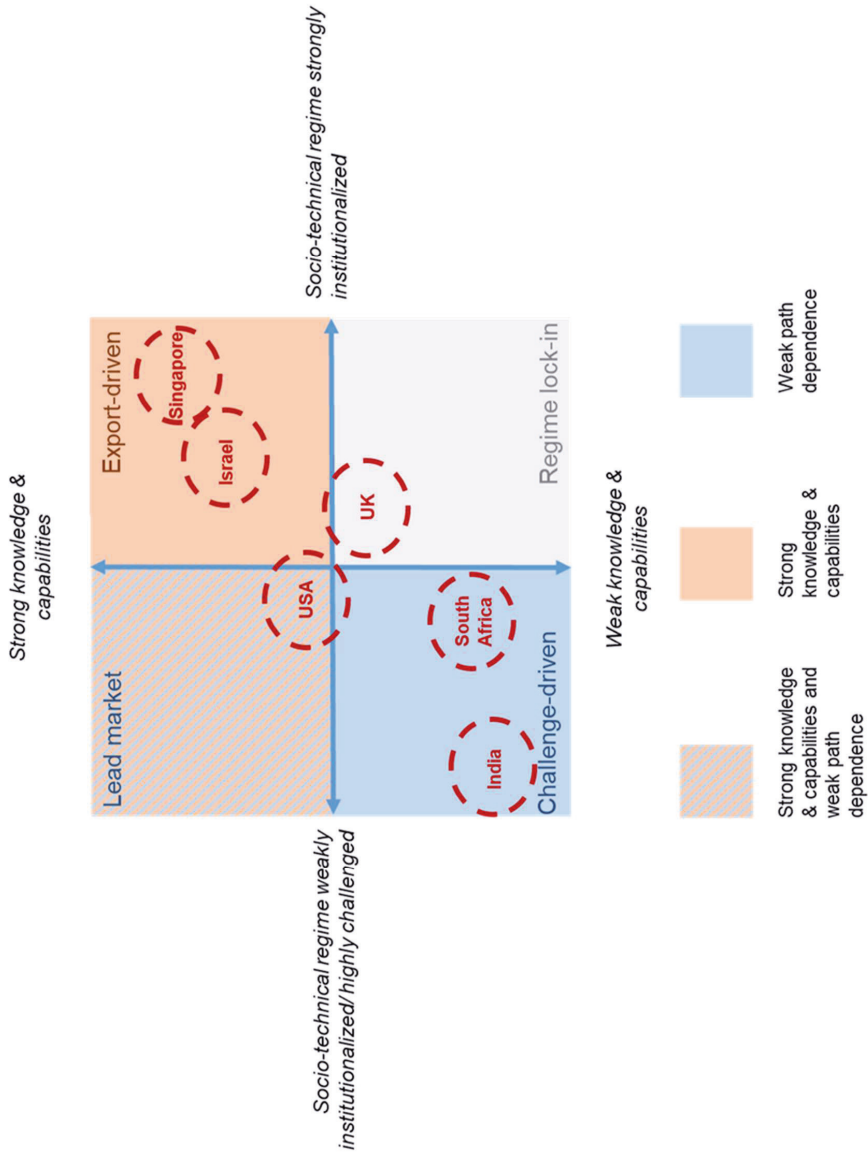 Strong knowledge &
capabilities
Lead market
Export-driven
Singapore
Israel
USA
UK
Socio-technical regime weakly
institutionalized/ highly challenged
Socio-technical regime strongly
institutionalized
South
Africa
India
Challenge-driven
Regime lock-in
Weak knowledge &
capabilities
Strong knowledge
& capabilities and
weak path
dependence
Strong
knowledge &
capabilities
Weak path
dependence